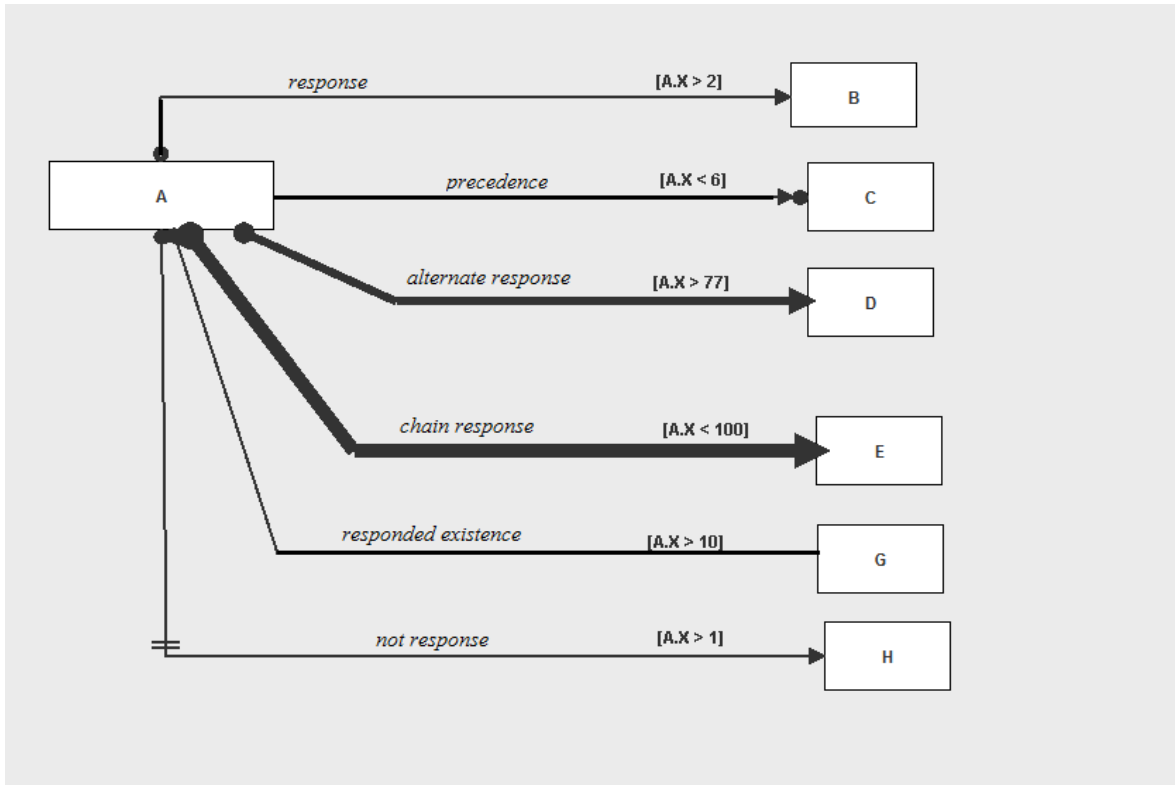 response [A.X > 2] B
A precedence [A.X < 6] C
alternate response [A.X > 77] D
chain response [A.X < 100] E
responded existence [A.X > 10] G
not response [A.X > 1] H